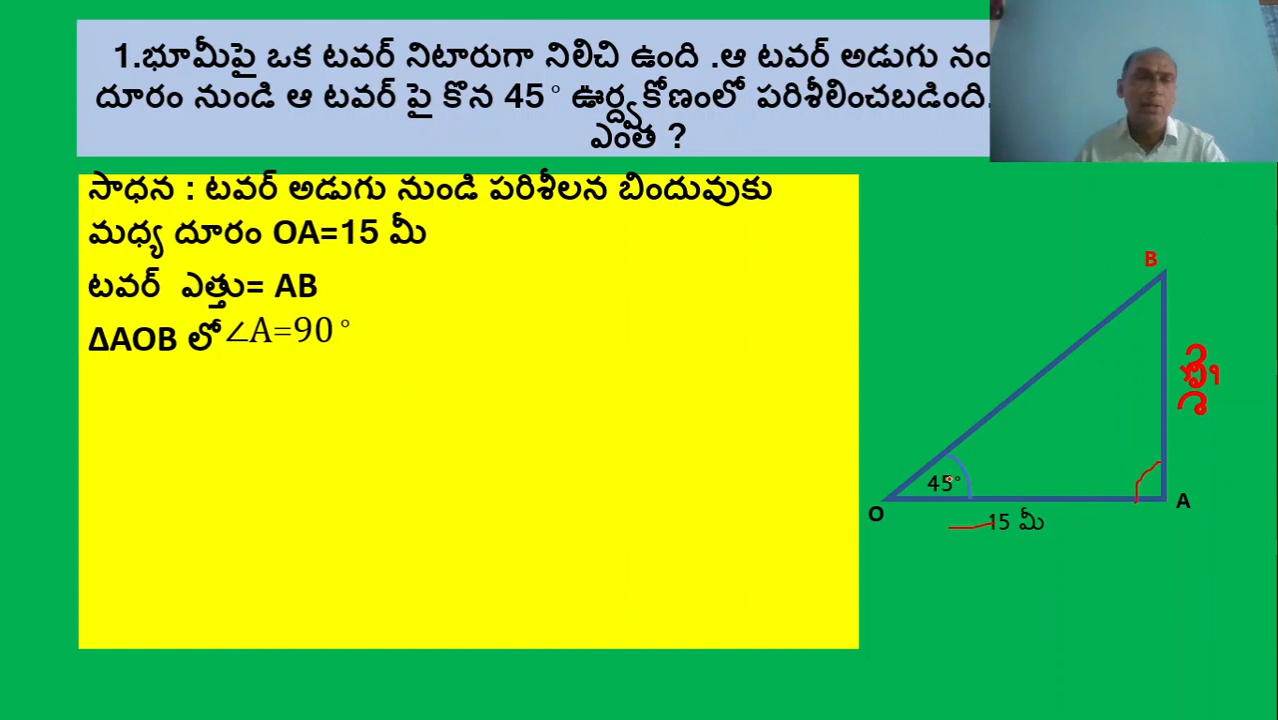 1.భూమీపై ఒక టవర్ నిటారుగా నిలిచి ఉంది .ఆ టవర్ అడుగు
దూరం నుండి ఆ టవర్ పై కొన 45° ఊర్ధ్వకోణంలో పరిశీలించబడింది.
ఎంత ?
సాధన : టవర్ అడుగు నుండి పరిశీలన బిందువుకు
మధ్య దూరం OA=15 మీ
టవర్ ఎత్తు= AB
ΔAOB లో ∠A=90°
B
45°
O
A
15 మీ